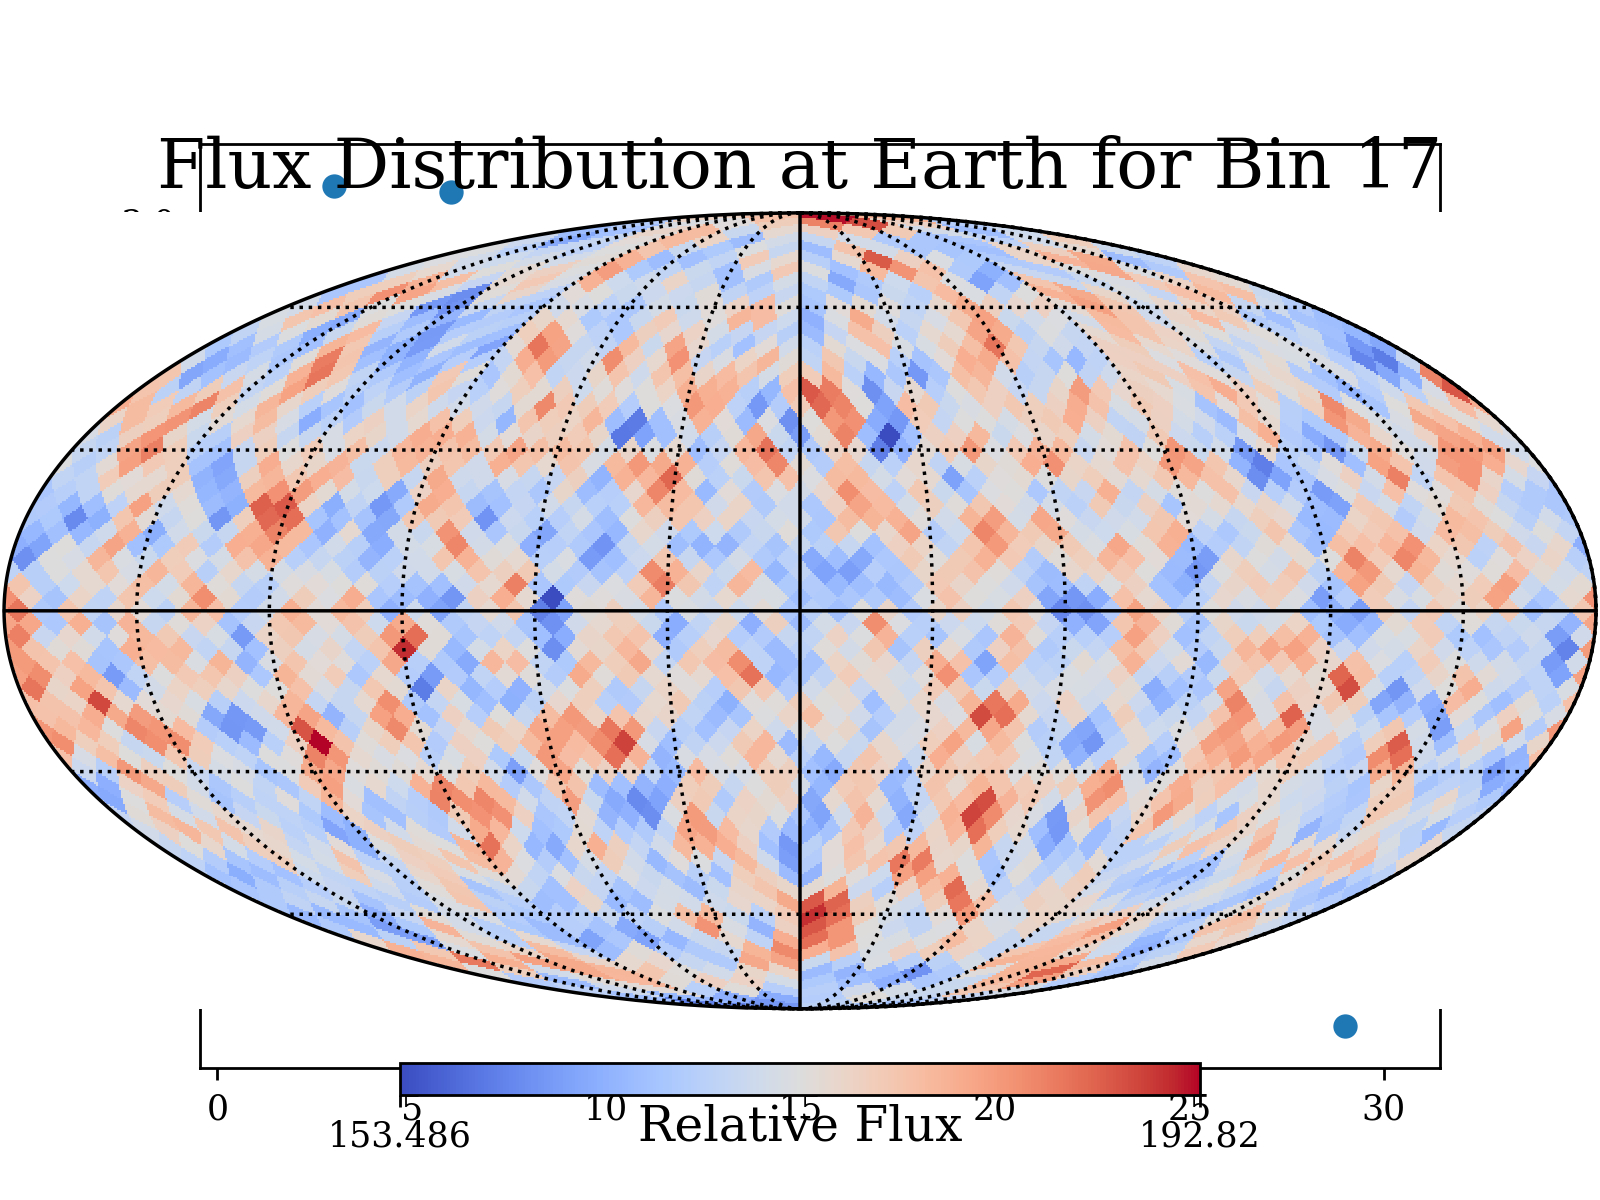 Flux Distribution at Earth for Bin 17
0 5 10 15 20 25 30
Relative Flux
153.486 192.82